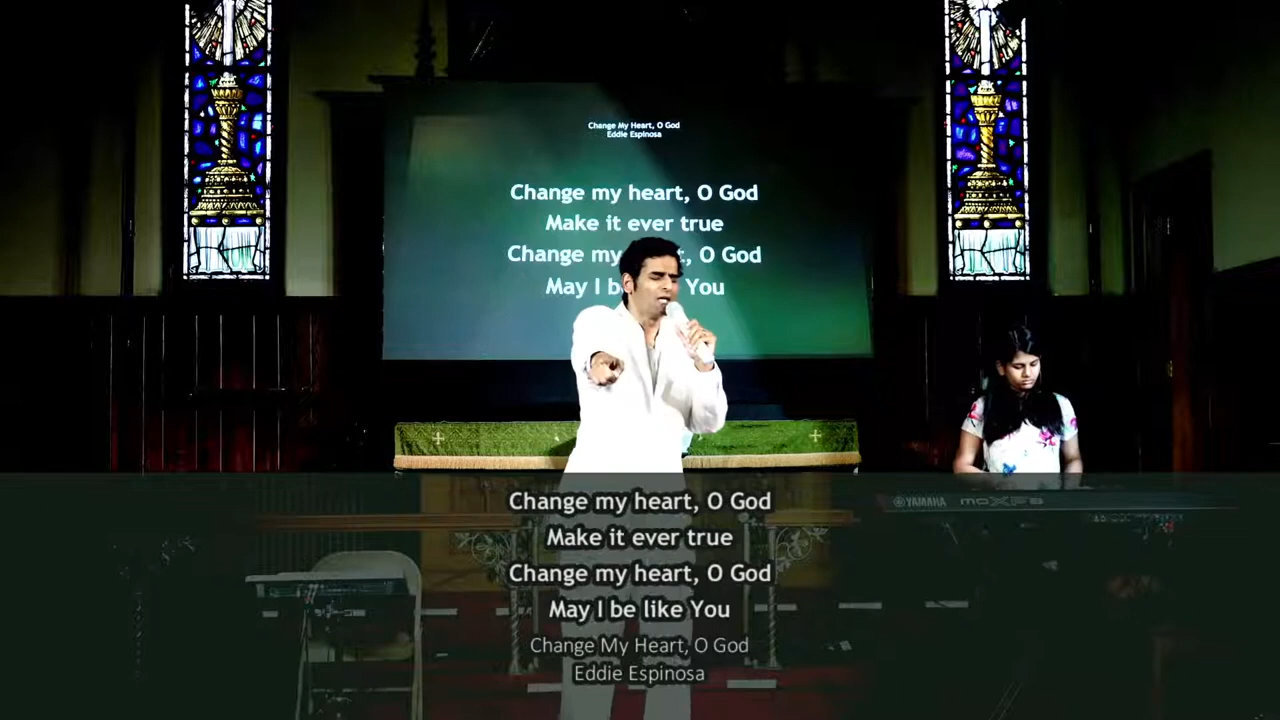 Change My Heart, O God
Eddie Espinosa
Change my heart, O God
Make it ever true
Change my t, O God
May I b You
YAMAHA MOXF8
Change my heart, O God
Make it ever true
Change my heart, O God
May I be like You
Change My Heart, O God
Eddie Espinosa